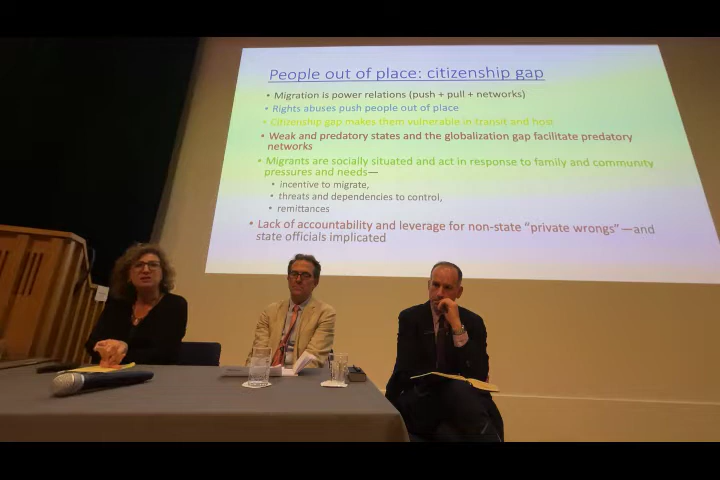 People out of place: citizenship gap
• Migration is power relations (push + pull + networks)
• Rights abuses push people out of place
• Citizenship gap makes them vulnerable in transit and host
• Weak and predatory states and the globalization gap facilitate predatory
networks
• Migrants are socially situated and act in response to family and community
pressures and needs—
• incentive to migrate,
• threats and dependencies to control,
• remittances
• Lack of accountability and leverage for non-state “private wrongs”—and
state officials implicated